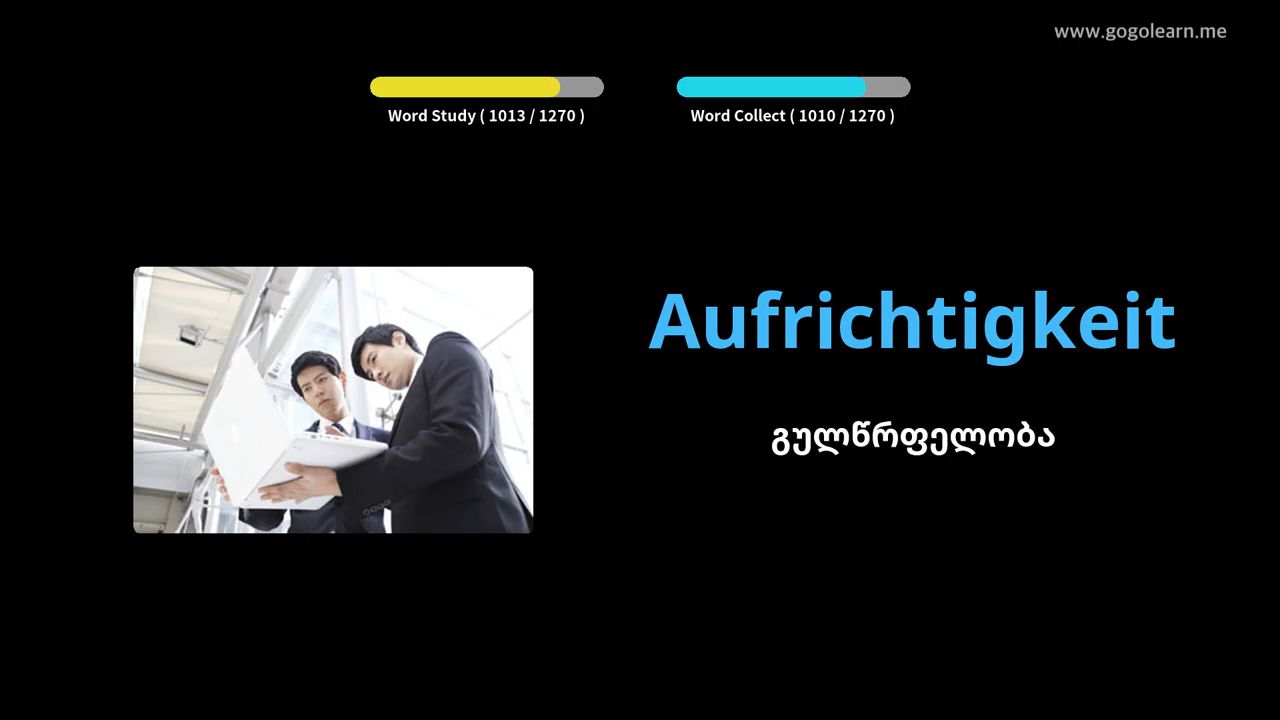 www.gogolearn.me
Word Study ( 1013 / 1270 )
Word Collect ( 1010 / 1270 )
Aufrichtigkeit
გულწრფელობა